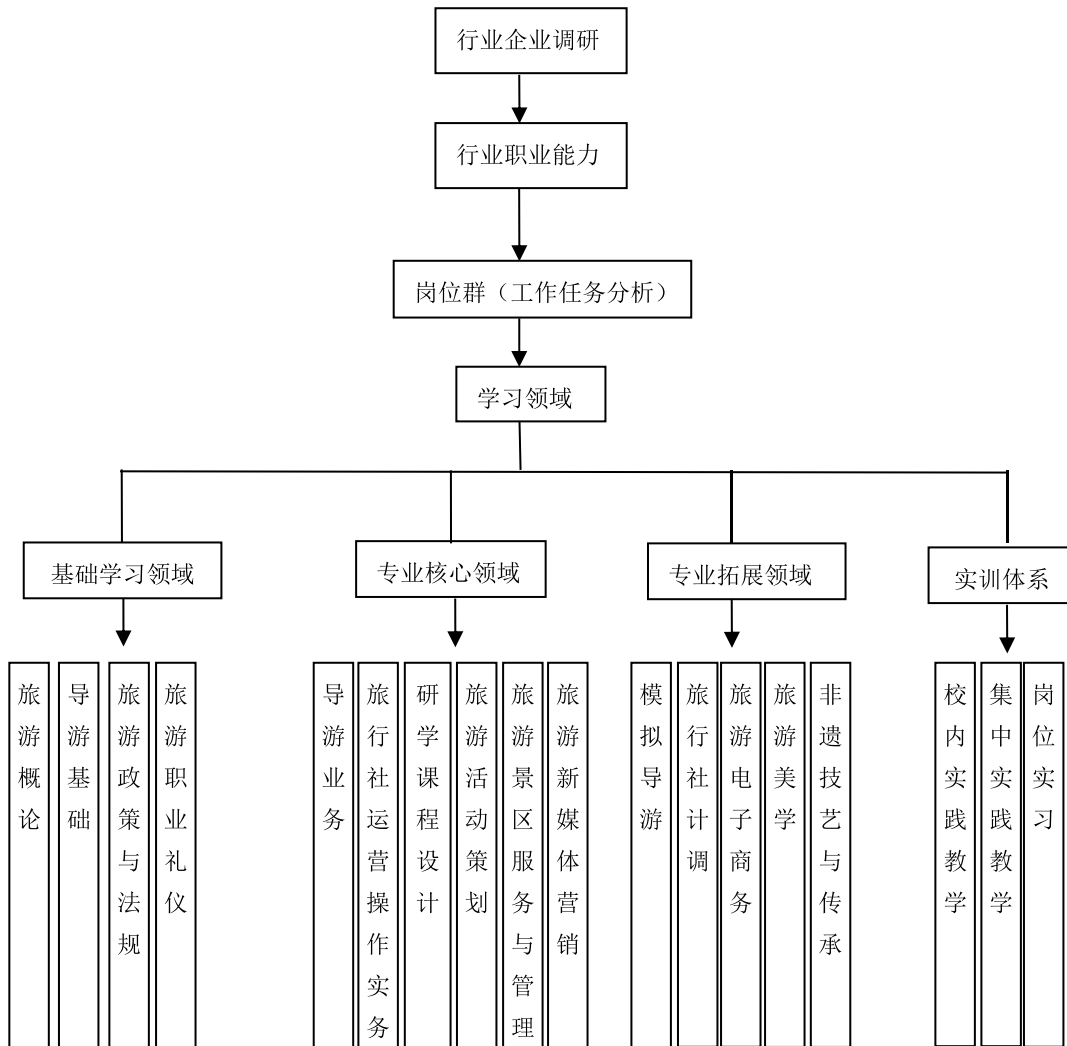 行业企业调研
行业职业能力
岗位群（工作任务分析）
学习领域
基础学习领域
专业核心领域
专业拓展领域
实训体系
旅游概论
导游基础
旅游政策与法规
旅游职业礼仪
导游业务
旅行社运营操作实务
研学课程设计
旅游活动策划
旅游景区服务与管理
旅游新媒体营销
模拟导游
旅行社计调
旅游电子商务
旅游美学
非遗技艺与传承
校内实践教学
集中实践教学
岗位实习